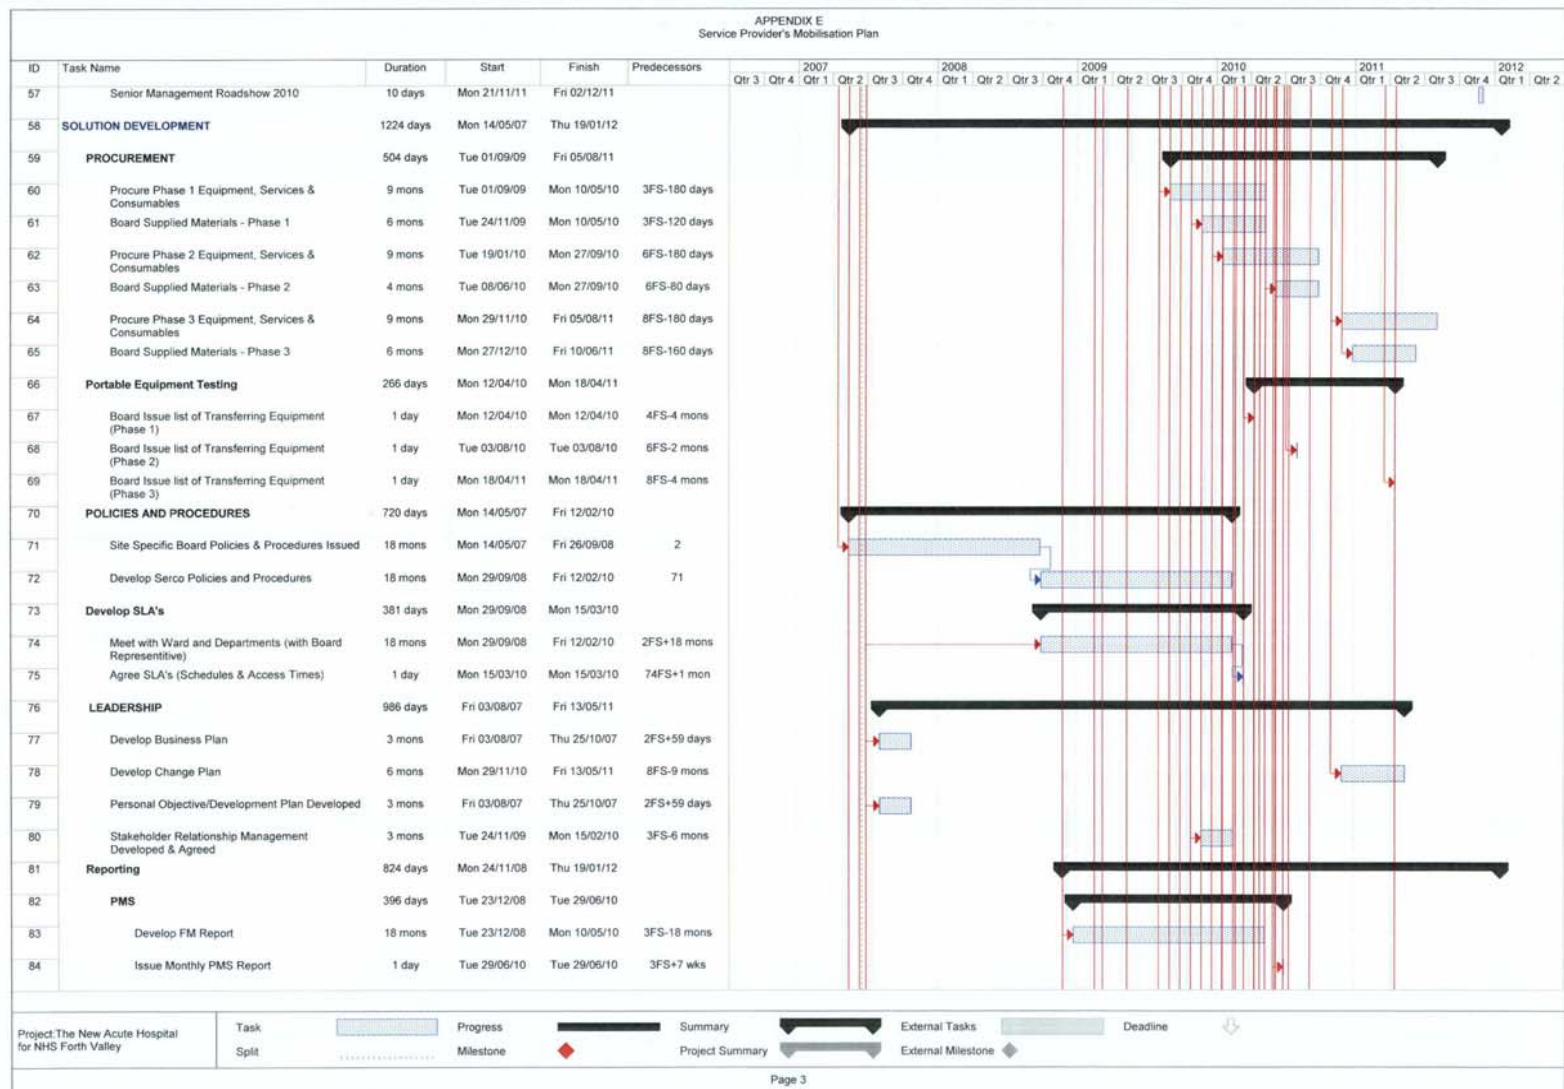 APPENDIX E
Service Provider's Mobilisation Plan
ID Task Name Duration Start Finish Predecessors
2007 2008 2009 2010 2011 2012
Qtr 3 Qtr 4 Qtr 1 Qtr 2 Qtr 3 Qtr 4 Qtr 1 Qtr 2 Qtr 3 Qtr 4 Qtr 1 Qtr 2 Qtr 3 Qtr 4 Qtr 1 Qtr 2 Qtr 3 Qtr 4 Qtr 1 Qtr 2 Qtr 3 Qtr 4 Qtr 1 Qtr 2
57 Senior Management Roadshow 2010 10 days Mon 21/11/11 Fri 02/12/11
58 SOLUTION DEVELOPMENT 1224 days Mon 14/05/07 Thu 19/01/12
59 PROCUREMENT 504 days Tue 01/09/09 Fri 05/08/11
60 Procure Phase 1 Equipment, Services & 9 mons Tue 01/09/09 Mon 10/05/10 3FS-180 days
Consumables
61 Board Supplied Materials - Phase 1 6 mons Tue 24/11/09 Mon 10/05/10 3FS-120 days
62 Procure Phase 2 Equipment, Services & 9 mons Tue 19/01/10 Mon 27/09/10 6FS-180 days
Consumables
63 Board Supplied Materials - Phase 2 4 mons Tue 08/06/10 Mon 27/09/10 6FS-80 days
64 Procure Phase 3 Equipment, Services & 9 mons Mon 29/11/10 Fri 05/08/11 8FS-180 days
Consumables
65 Board Supplied Materials - Phase 3 6 mons Mon 27/12/10 Fri 10/06/11 8FS-160 days
66 Portable Equipment Testing 266 days Mon 12/04/10 Mon 18/04/11
67 Board Issue list of Transferring Equipment 1 day Mon 12/04/10 Mon 12/04/10 4FS-4 mons
(Phase 1)
68 Board Issue list of Transferring Equipment 1 day Tue 03/08/10 Tue 03/08/10 6FS-2 mons
(Phase 2)
69 Board Issue list of Transferring Equipment 1 day Mon 18/04/11 Mon 18/04/11 8FS-4 mons
(Phase 3)
70 POLICIES AND PROCEDURES 720 days Mon 14/05/07 Fri 12/02/10
71 Site Specific Board Policies & Procedures Issued 18 mons Mon 14/05/07 Fri 26/09/08 2
72 Develop Serco Policies and Procedures 18 mons Mon 29/09/08 Fri 12/02/10 71
73 Develop SLA's 381 days Mon 29/09/08 Mon 15/03/10
74 Meet with Ward and Departments (with Board 18 mons Mon 29/09/08 Fri 12/02/10 2FS+18 mons
Representitive)
75 Agree SLA's (Schedules & Access Times) 1 day Mon 15/03/10 Mon 15/03/10 74FS+1 mon
76 LEADERSHIP 986 days Fri 03/08/07 Fri 13/05/11
77 Develop Business Plan 3 mons Fri 03/08/07 Thu 25/10/07 2FS+59 days
78 Develop Change Plan 6 mons Mon 29/11/10 Fri 13/05/11 8FS-9 mons
79 Personal Objective/Development Plan Developed 3 mons Fri 03/08/07 Thu 25/10/07 2FS+59 days
80 Stakeholder Relationship Management 3 mons Tue 24/11/09 Mon 15/02/10 3FS-6 mons
Developed & Agreed
81 Reporting 824 days Mon 24/11/08 Thu 19/01/12
82 PMS 396 days Tue 23/12/08 Tue 29/06/10
83 Develop FM Report 18 mons Tue 23/12/08 Mon 10/05/10 3FS-18 mons
84 Issue Monthly PMS Report 1 day Tue 29/06/10 Tue 29/06/10 3FS+7 wks
Project:The New Acute Hospital
for NHS Forth Valley
Task Progress Summary External Tasks Deadline
Split Milestone Project Summary External Milestone
Page 3